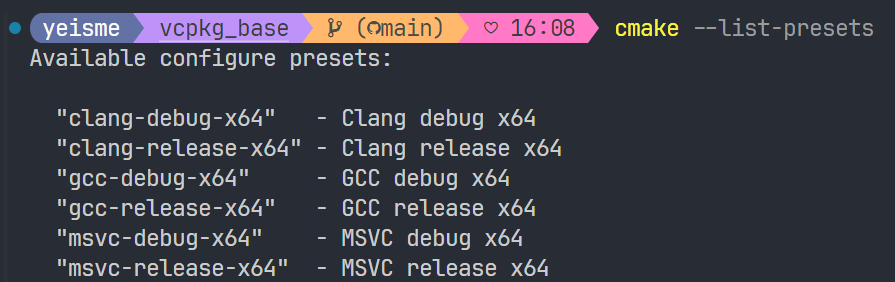 yeisme vcpkg_base (main) ♡ 16:08 cmake --list-presets
Available configure presets:
"clang-debug-x64" - Clang debug x64
"clang-release-x64" - Clang release x64
"gcc-debug-x64" - GCC debug x64
"gcc-release-x64" - GCC release x64
"msvc-debug-x64" - MSVC debug x64
"msvc-release-x64" - MSVC release x64